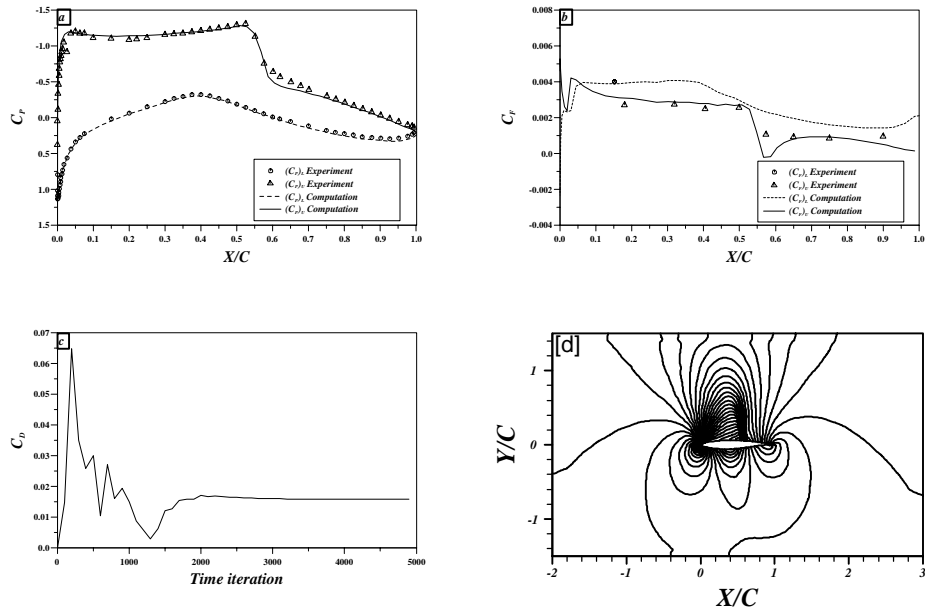 a
-1.5
-1.0
-0.5
0.0
0.5
1.0
1.5
C_P
0.0 0.1 0.2 0.3 0.4 0.5 0.6 0.7 0.8 0.9 1.0
X/C
(C_P)_L Experiment
(C_P)_U Experiment
(C_P)_L Computation
(C_P)_U Computation
b
0.008
0.006
0.004
0.002
0.000
-0.002
-0.004
C_F
0.0 0.1 0.2 0.3 0.4 0.5 0.6 0.7 0.8 0.9 1.0
X/C
(C_F)_L Experiment
(C_F)_U Experiment
(C_F)_L Computation
(C_F)_U Computation
c
0.07
0.06
0.05
0.04
0.03
0.02
0.01
0.0
C_D
0 1000 2000 3000 4000 5000
Time iteration
[d]
1
0
-1
Y/C
-2 -1 0 1 2 3
X/C